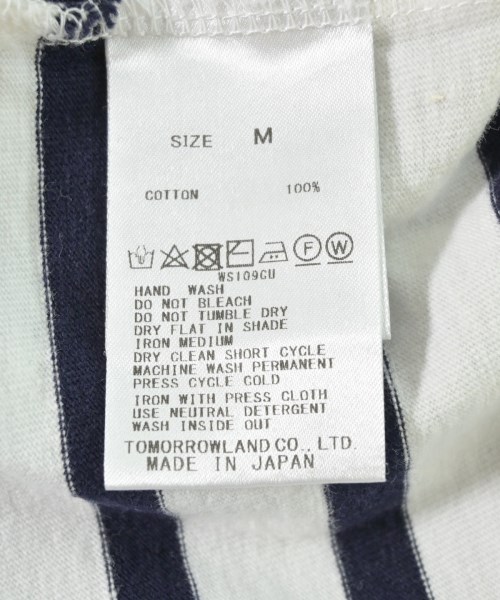 SIZE M
COTTON 100%
F W
WS109CU
HAND WASH
DO NOT BLEACH
DO NOT TUMBLE DRY
DRY FLAT IN SHADE
IRON MEDIUM
DRY CLEAN SHORT CYCLE
MACHINE WASH PERMANENT
PRESS CYCLE COLD
IRON WITH PRESS CLOTH
USE NEUTRAL DETERGENT
WASH INSIDE OUT
TOMORROWLAND CO., LTD.
MADE IN JAPAN